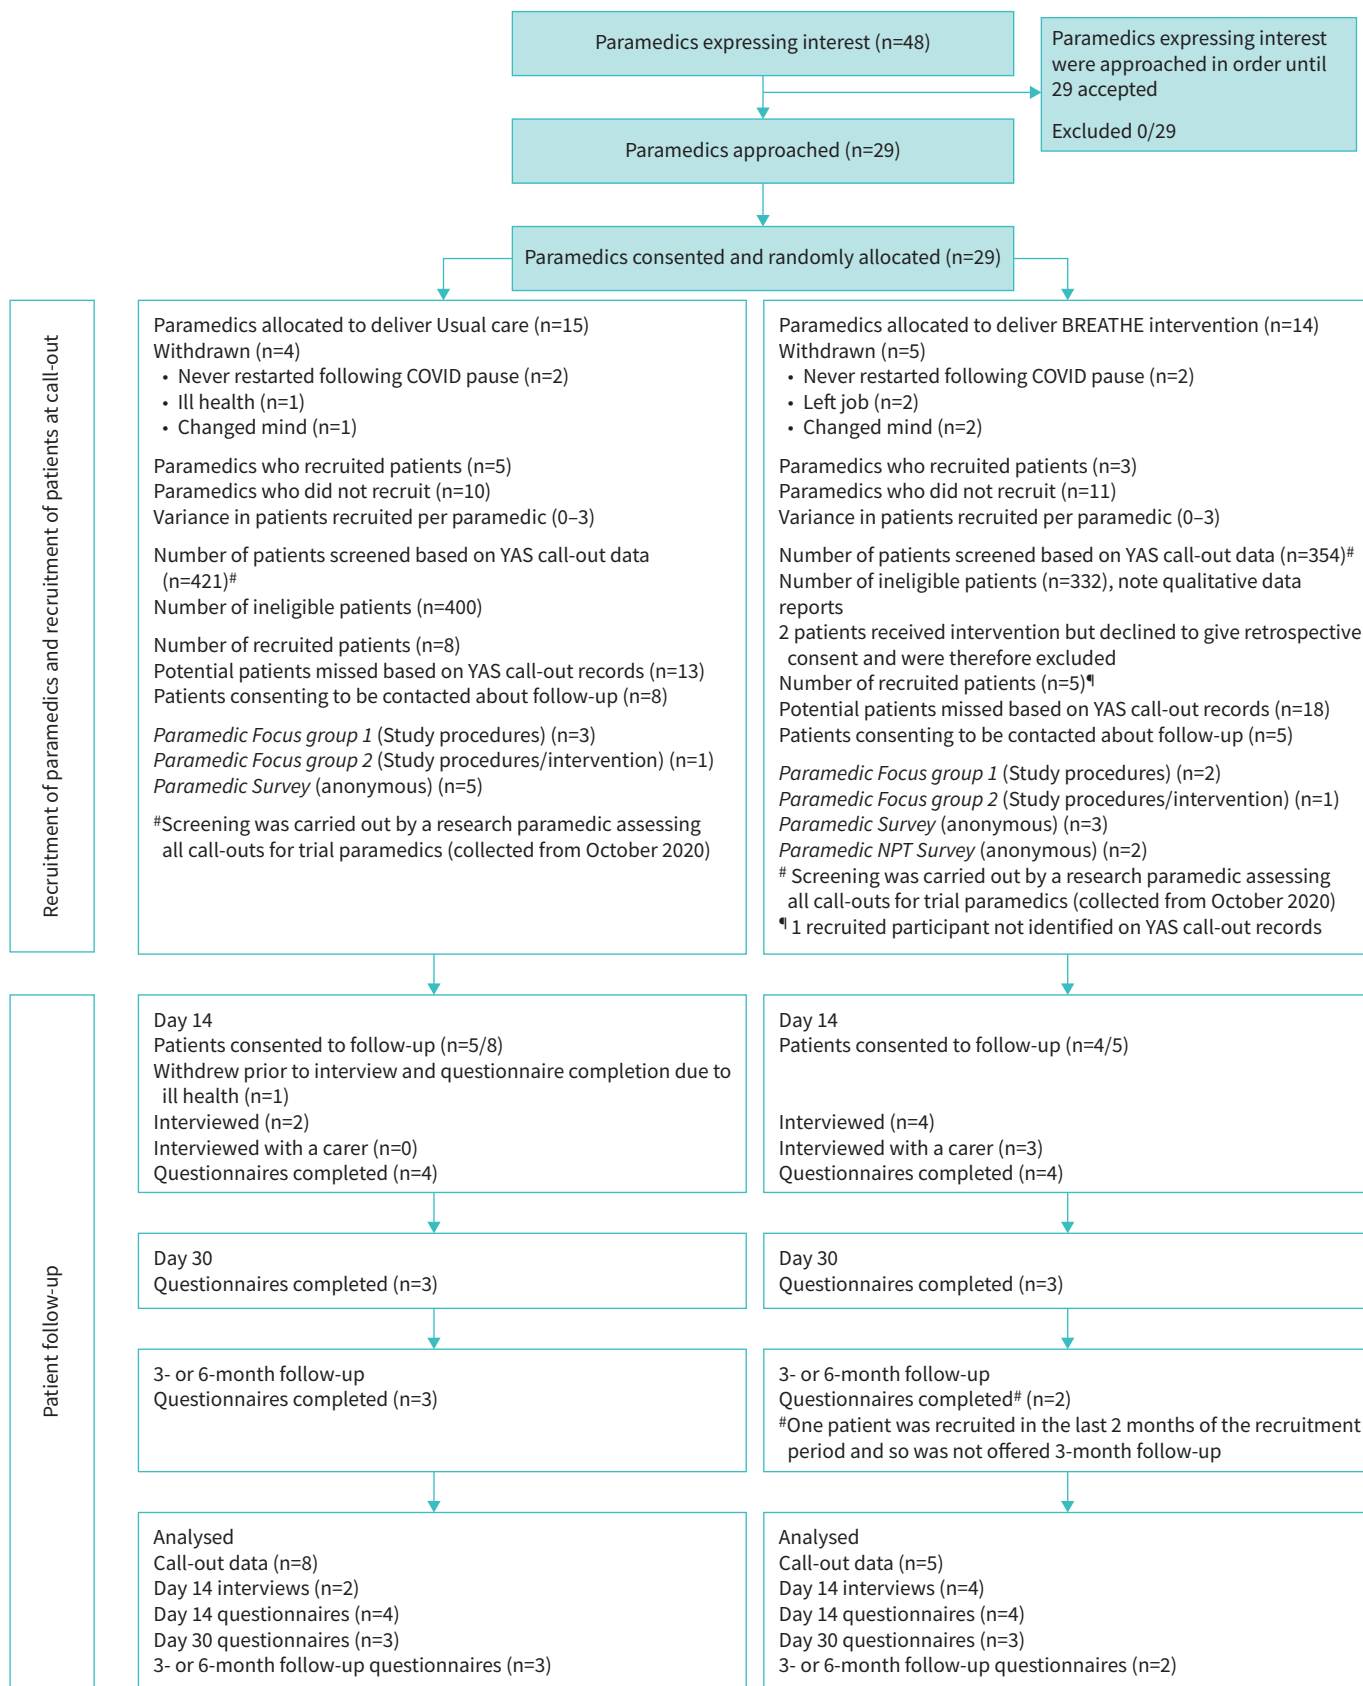 Paramedics expressing interest (n=48)
Paramedics expressing interest
were approached in order until
29 accepted
Excluded 0/29
Paramedics approached (n=29)
Paramedics consented and randomly allocated (n=29)
Recruitment of paramedics and recruitment of patients at call-out
Paramedics allocated to deliver Usual care (n=15)
Withdrawn (n=4)
• Never restarted following COVID pause (n=2)
• Ill health (n=1)
• Changed mind (n=1)
Paramedics who recruited patients (n=5)
Paramedics who did not recruit (n=10)
Variance in patients recruited per paramedic (0–3)
Number of patients screened based on YAS call-out data
(n=421)#
Number of ineligible patients (n=400)
Number of recruited patients (n=8)
Potential patients missed based on YAS call-out records (n=13)
Patients consenting to be contacted about follow-up (n=8)
Paramedic Focus group 1 (Study procedures) (n=3)
Paramedic Focus group 2 (Study procedures/intervention) (n=1)
Paramedic Survey (anonymous) (n=5)
#Screening was carried out by a research paramedic assessing
all call-outs for trial paramedics (collected from October 2020)
Paramedics allocated to deliver BREATHE intervention (n=14)
Withdrawn (n=5)
• Never restarted following COVID pause (n=2)
• Left job (n=2)
• Changed mind (n=2)
Paramedics who recruited patients (n=3)
Paramedics who did not recruit (n=11)
Variance in patients recruited per paramedic (0–3)
Number of patients screened based on YAS call-out data (n=354)#
Number of ineligible patients (n=332), note qualitative data
reports
2 patients received intervention but declined to give retrospective
consent and were therefore excluded
Number of recruited patients (n=5)¶
Potential patients missed based on YAS call-out records (n=18)
Patients consenting to be contacted about follow-up (n=5)
Paramedic Focus group 1 (Study procedures) (n=2)
Paramedic Focus group 2 (Study procedures/intervention) (n=1)
Paramedic Survey (anonymous) (n=3)
Paramedic NPT Survey (anonymous) (n=2)
# Screening was carried out by a research paramedic assessing
all call-outs for trial paramedics (collected from October 2020)
¶ 1 recruited participant not identified on YAS call-out records
Patient follow-up
Day 14
Patients consented to follow-up (n=5/8)
Withdrew prior to interview and questionnaire completion due to
ill health (n=1)
Interviewed (n=2)
Interviewed with a carer (n=0)
Questionnaires completed (n=4)
Day 14
Patients consented to follow-up (n=4/5)
Interviewed (n=4)
Interviewed with a carer (n=3)
Questionnaires completed (n=4)
Day 30
Questionnaires completed (n=3)
Day 30
Questionnaires completed (n=3)
3- or 6-month follow-up
Questionnaires completed (n=3)
3- or 6-month follow-up
Questionnaires completed# (n=2)
#One patient was recruited in the last 2 months of the recruitment
period and so was not offered 3-month follow-up
Analysed
Call-out data (n=8)
Day 14 interviews (n=2)
Day 14 questionnaires (n=4)
Day 30 questionnaires (n=3)
3- or 6-month follow-up questionnaires (n=3)
Analysed
Call-out data (n=5)
Day 14 interviews (n=4)
Day 14 questionnaires (n=4)
Day 30 questionnaires (n=3)
3- or 6-month follow-up questionnaires (n=2)